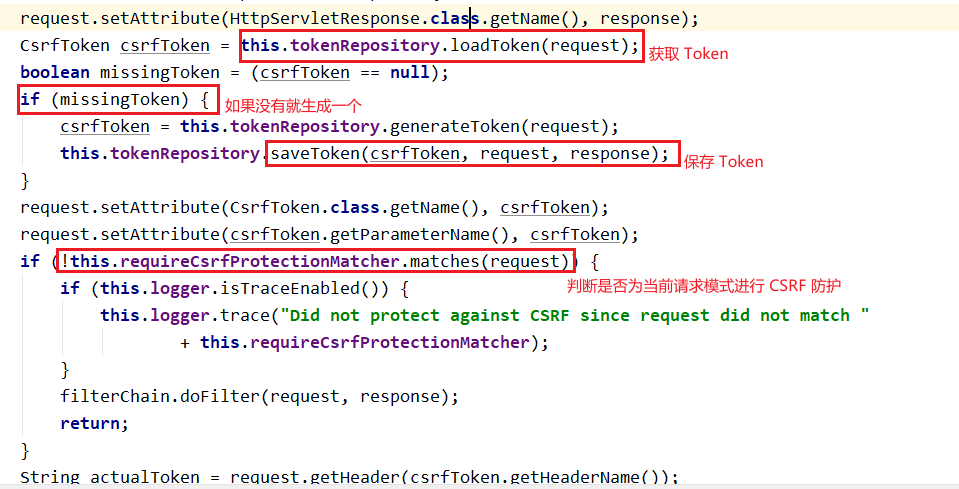 request.setAttribute(HttpServletResponse.class.getName(), response);
CsrfToken csrfToken = this.tokenRepository.loadToken(request); 获取 Token
boolean missingToken = (csrfToken == null);
if (missingToken) { 如果没有就生成一个
csrfToken = this.tokenRepository.generateToken(request);
this.tokenRepository.saveToken(csrfToken, request, response); 保存 Token
}
request.setAttribute(CsrfToken.class.getName(), csrfToken);
request.setAttribute(csrfToken.getParameterName(), csrfToken);
if (!this.requireCsrfProtectionMatcher.matches(request)) {
判断是否为当前请求模式进行 CSRF 防护
if (this.logger.isTraceEnabled()) {
this.logger.trace("Did not protect against CSRF since request did not match "
+ this.requireCsrfProtectionMatcher);
}
filterChain.doFilter(request, response);
return;
}
String actualToken = request.getHeader(csrfToken.getHeaderName());